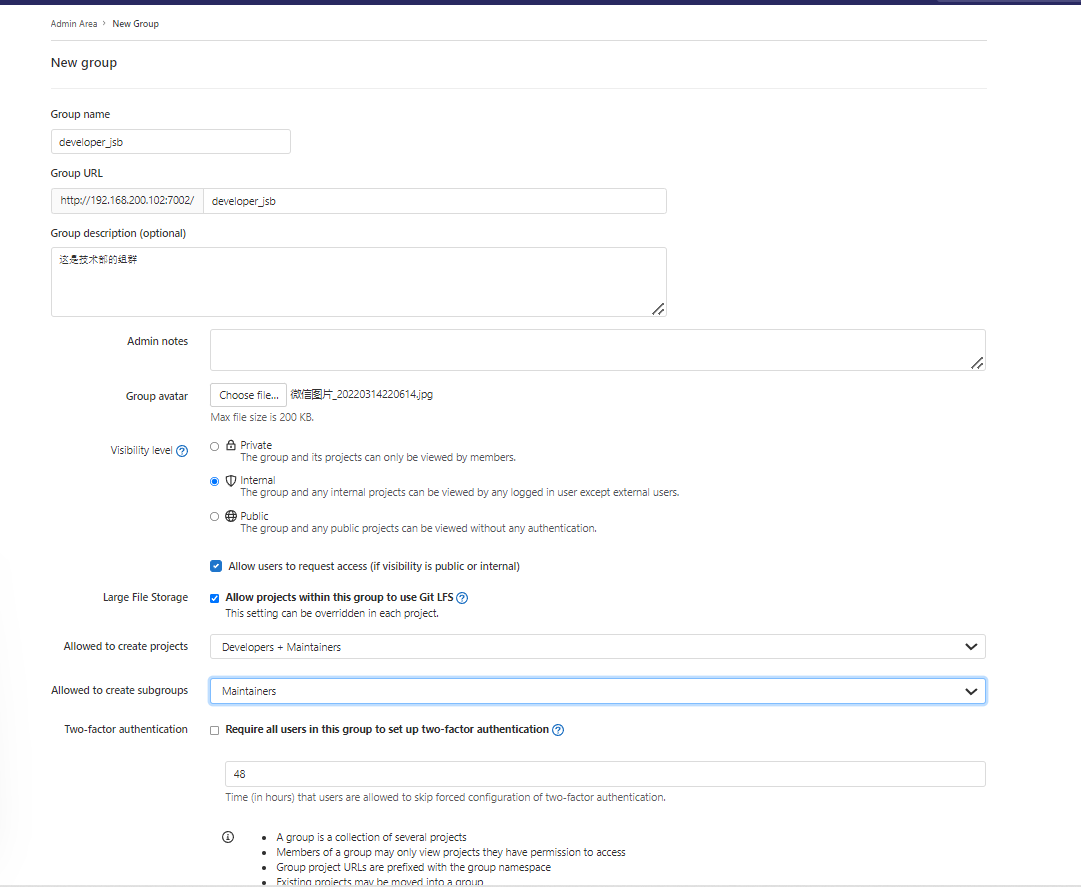 Admin Area › New Group
New group
Group name
developer_jsb
Group URL
http://192.168.200.102:7002/ developer_jsb
Group description (optional)
这是技术部的组群
Admin notes
Group avatar Choose file... 微信图片_20220314220614.jpg
Max file size is 200 KB.
Visibility level Private
The group and its projects can only be viewed by members.
Internal
The group and any internal projects can be viewed by any logged in user except external users.
Public
The group and any public projects can be viewed without any authentication.
Allow users to request access (if visibility is public or internal)
Large File Storage Allow projects within this group to use Git LFS
This setting can be overridden in each project.
Allowed to create projects Developers + Maintainers
Allowed to create subgroups Maintainers
Two-factor authentication Require all users in this group to set up two-factor authentication
48
Time (in hours) that users are allowed to skip forced configuration of two-factor authentication.
A group is a collection of several projects
Members of a group may only view projects they have permission to access
Group project URLs are prefixed with the group namespace
Existing projects may be moved into a group